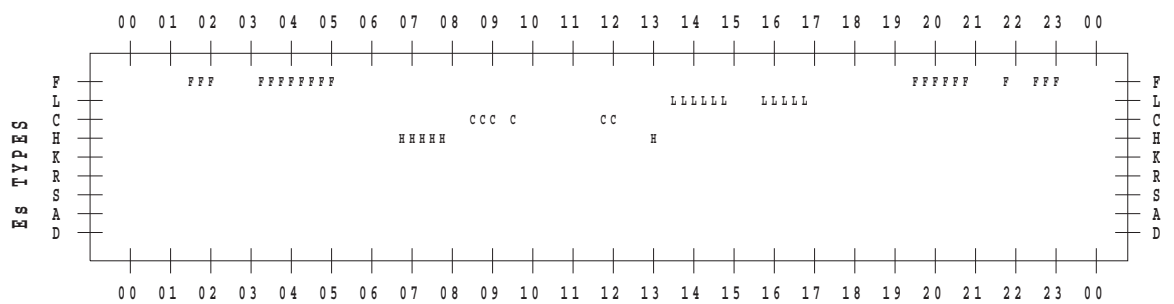 00 01 02 03 04 05 06 07 08 09 10 11 12 13 14 15 16 17 18 19 20 21 22 23 00
F FFF FFFFFFFF FFFFFF F FFF F
L LLLLLL LLLLL L
C CCC C CC C
H HHHHH H H
K K
R R
S S
A A
D D
Es TYPES
00 01 02 03 04 05 06 07 08 09 10 11 12 13 14 15 16 17 18 19 20 21 22 23 00